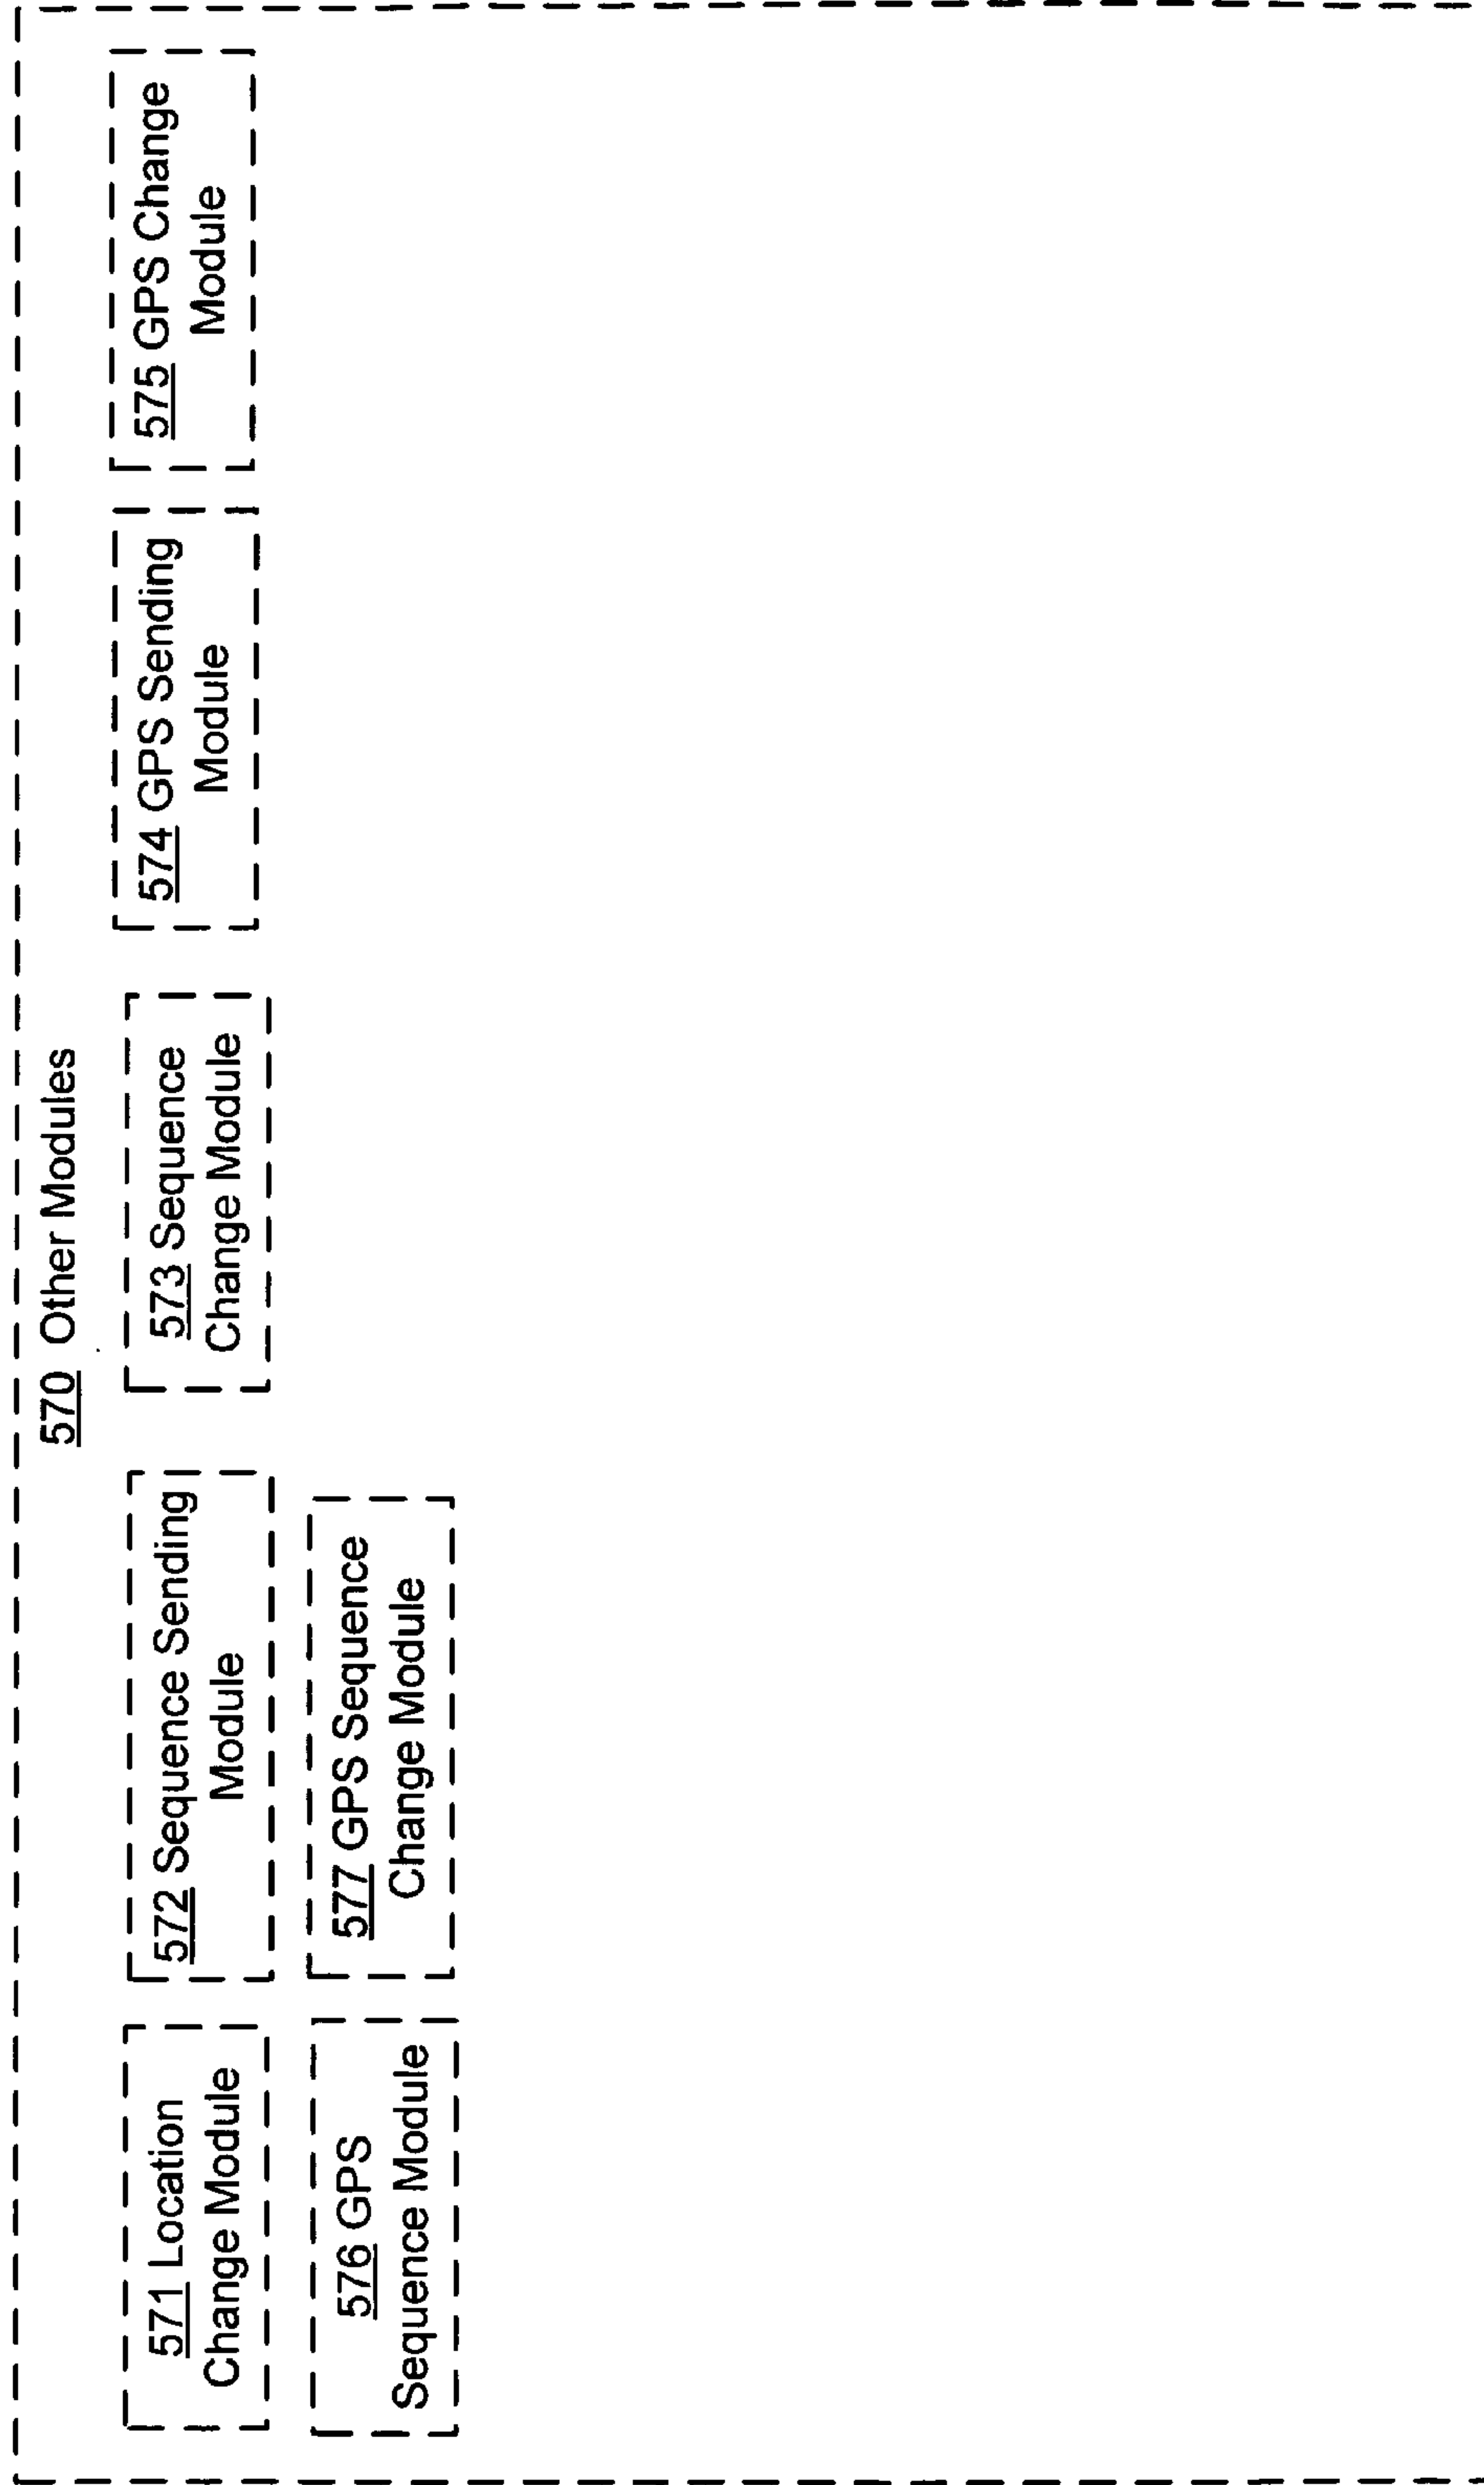 570 Other Modules
571 Location
Change Module
572 Sequence Sending
Module
573 Sequence
Change Module
574 GPS Sending
Module
575 GPS Change
Module
576 GPS
Sequence Module
577 GPS Sequence
Change Module